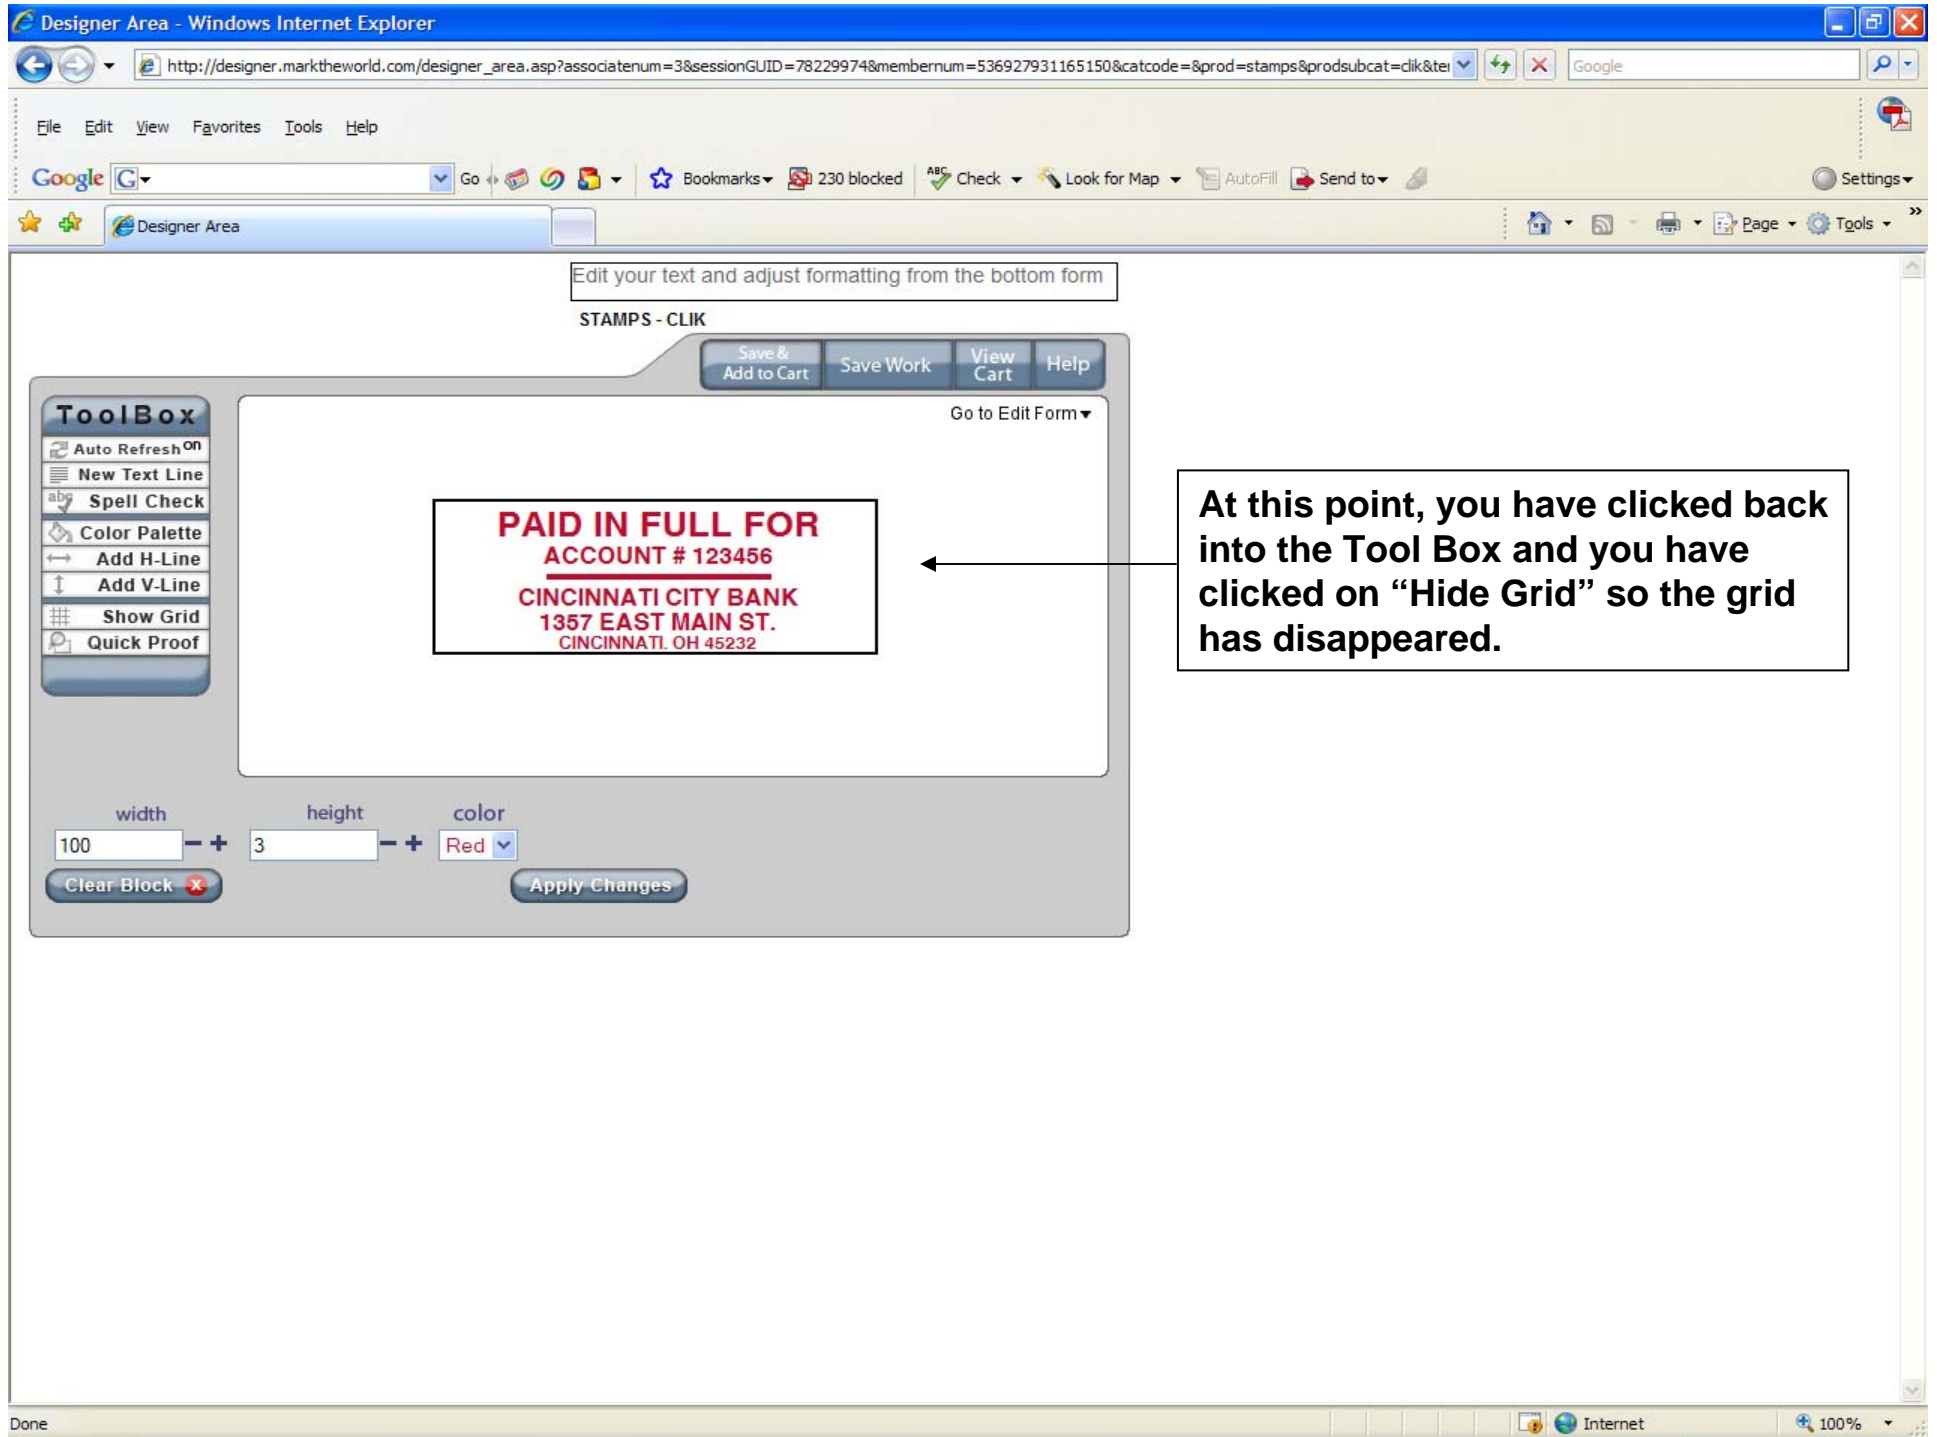 Designer Area - Windows Internet Explorer
http://designer.marktheworld.com/designer_area.asp?associatenum=3&sessionGUID=78229974&membernum=536927931165150&catcode=&prod=stamps&prodsubcat=clik&te
Google
File Edit View Favorites Tools Help
Google G Go Bookmarks 230 blocked ABC Check Look for Map AutoFill Send to Settings
Designer Area Page Tools »
Edit your text and adjust formatting from the bottom form
STAMPS - CLIK
Save & Add to Cart Save Work View Cart Help
ToolBox
Go to Edit Form
Auto Refresh on
New Text Line
abc Spell Check
Color Palette
Add H-Line
Add V-Line
Show Grid
Quick Proof
PAID IN FULL FOR
ACCOUNT # 123456
CINCINNATI CITY BANK
1357 EAST MAIN ST.
CINCINNATI. OH 45232
At this point, you have clicked back
into the Tool Box and you have
clicked on “Hide Grid” so the grid
has disappeared.
width height color
100 - + 3 - + Red
Clear Block x Apply Changes
Done Internet 100%